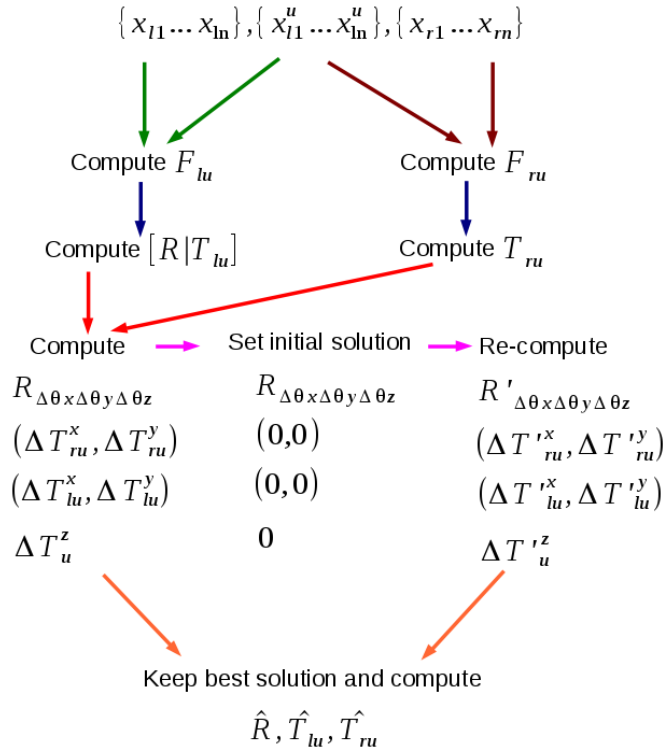 {x_{l1} ... x_{ln}}, {x^u_{l1} ... x^u_{ln}}, {x_{r1} ... x_{rn}}
Compute F_{lu} Compute F_{ru}
Compute [R|T_{lu}] Compute T_{ru}
Compute Set initial solution Re-compute
R_{Δθx Δθy Δθz} R_{Δθx Δθy Δθz} R'_{Δθx Δθy Δθz}
(ΔT^x_{ru}, ΔT^y_{ru}) (0,0) (ΔT'^x_{ru}, ΔT'^y_{ru})
(ΔT^x_{lu}, ΔT^y_{lu}) (0,0) (ΔT'^x_{lu}, ΔT'^y_{lu})
ΔT^z_u 0 ΔT'^z_u
Keep best solution and compute
R̂, T̂_{lu}, T̂_{ru}